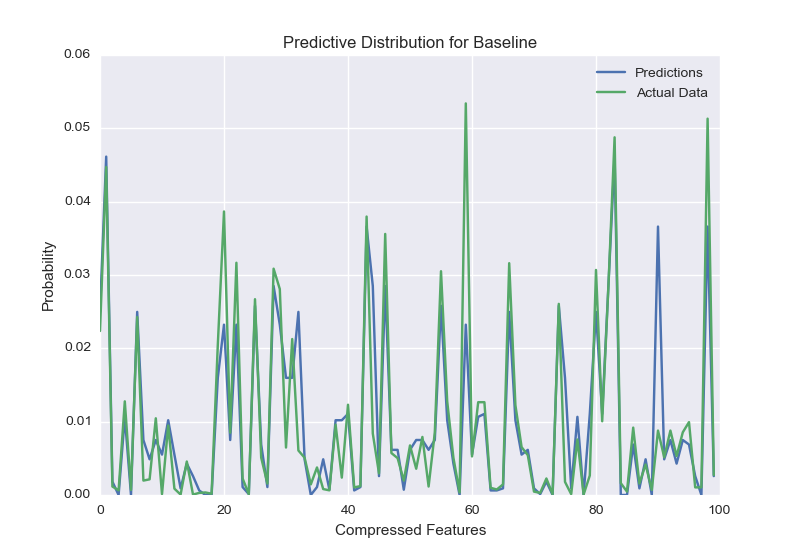 Predictive Distribution for Baseline
0.06
0.05
0.04
0.03
0.02
0.01
0.00
Probability
Predictions
Actual Data
0 20 40 60 80 100
Compressed Features